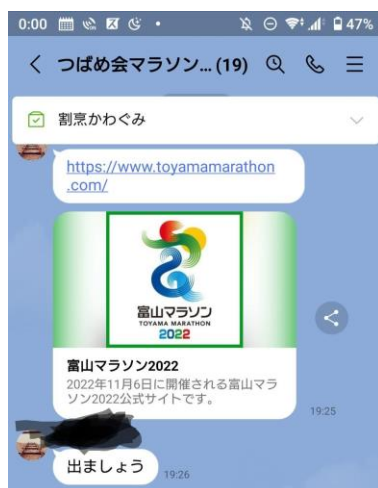 0:00
47%
つばめ会マラソン...(19)
割烹かわぐみ
https://www.toyamamarathon
.com/
富山マラソン
TOYAMA MARATHON
2022
富山マラソン2022
2022年11月6日に開催される富山マラ
ソン2022公式サイトです。
19:25
出ましょう
19:26